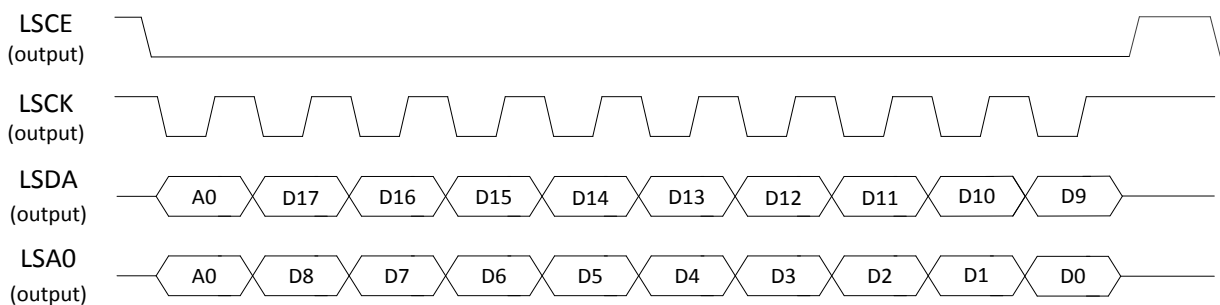 LSCE
(output)
LSCK
(output)
LSDA
(output)
A0 D17 D16 D15 D14 D13 D12 D11 D10 D9
LSA0
(output)
A0 D8 D7 D6 D5 D4 D3 D2 D1 D0